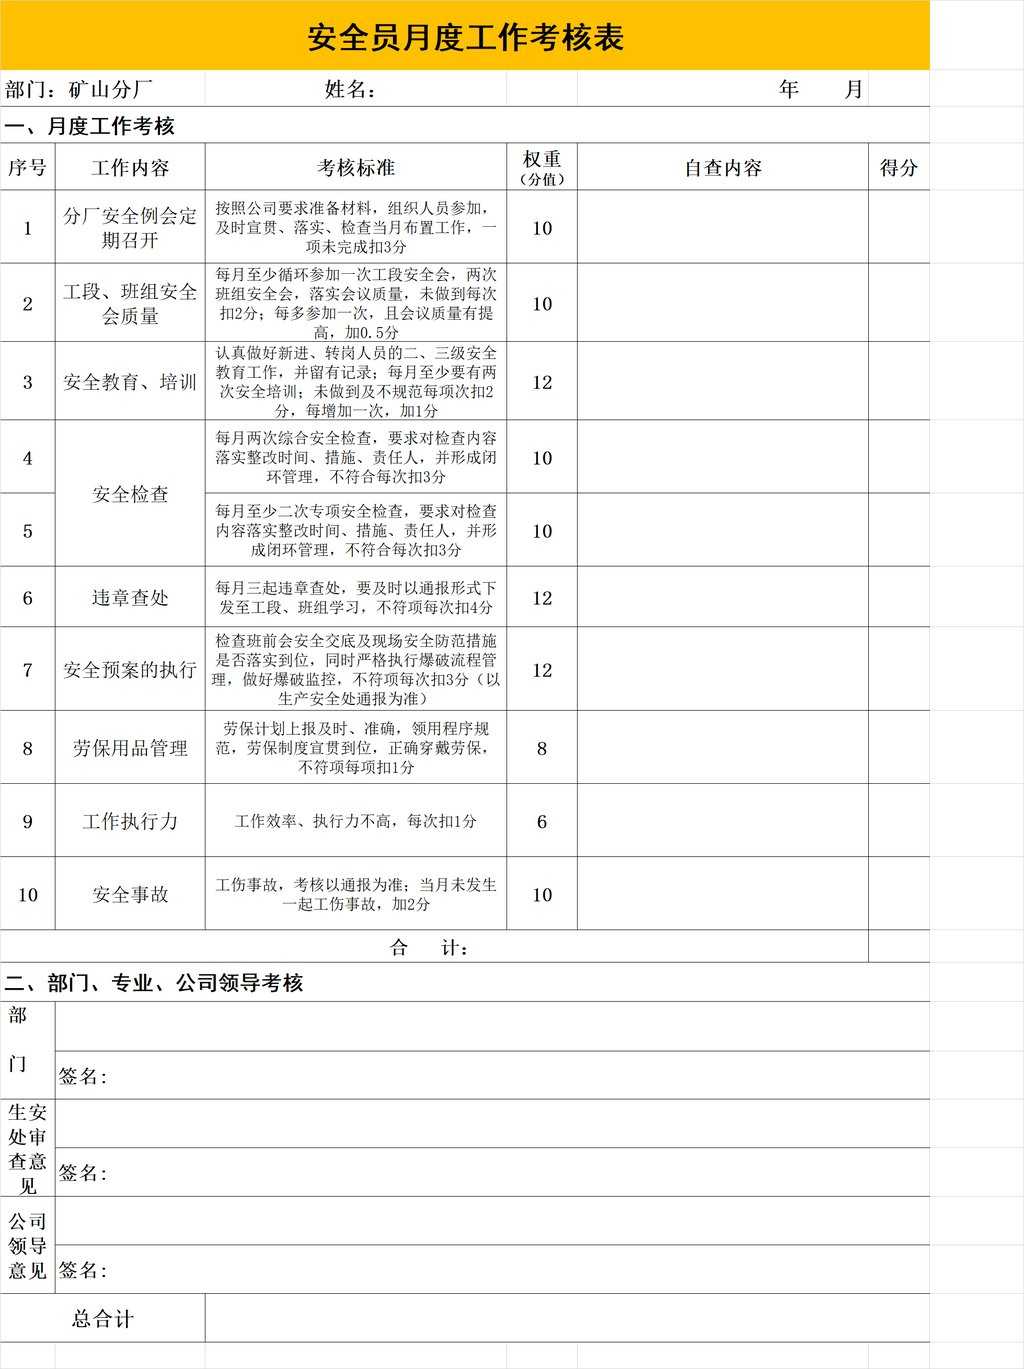 安全员月度工作考核表
部门：矿山分厂 姓名： 年 月
一、月度工作考核
序号 工作内容 考核标准 权重（分值） 自查内容 得分
1
分厂安全例会定
期召开
按照公司要求准备材料，组织人员参加，
及时宣贯、落实、检查当月布置工作，一
项未完成扣3分
10
2
工段、班组安全
会质量
每月至少循环参加一次工段安全会，两次
班组安全会，落实会议质量，未做到每次
扣2分；每多参加一次，且会议质量有提
高，加0.5分
10
3
安全教育、培训
认真做好新进、转岗人员的二、三级安全
教育工作，并留有记录；每月至少要有两
次安全培训；未做到及不规范每项次扣2
分，每增加一次，加1分
12
4
安全检查
每月两次综合安全检查，要求对检查内容
落实整改时间、措施、责任人，并形成闭
环管理，不符合每次扣3分
10
5
每月至少二次专项安全检查，要求对检查
内容落实整改时间、措施、责任人，并形
成闭环管理，不符合每次扣3分
10
6
违章查处
每月三起违章查处，要及时以通报形式下
发至工段、班组学习，不符项每次扣4分
12
7
安全预案的执行
检查班前会安全交底及现场安全防范措施
是否落实到位，同时严格执行爆破流程管
理，做好爆破监控，不符项每次扣3分（以
生产安全处通报为准）
12
8
劳保用品管理
劳保计划上报及时、准确，领用程序规
范，劳保制度宣贯到位，正确穿戴劳保，
不符项每项扣1分
8
9
工作执行力
工作效率、执行力不高，每次扣1分
6
10
安全事故
工伤事故，考核以通报为准；当月未发生
一起工伤事故，加2分
10
合 计：
二、部门、专业、公司领导考核
部
门
签名：
生安
处审
查意
见
签名：
公司
领导
意见
签名：
总合计